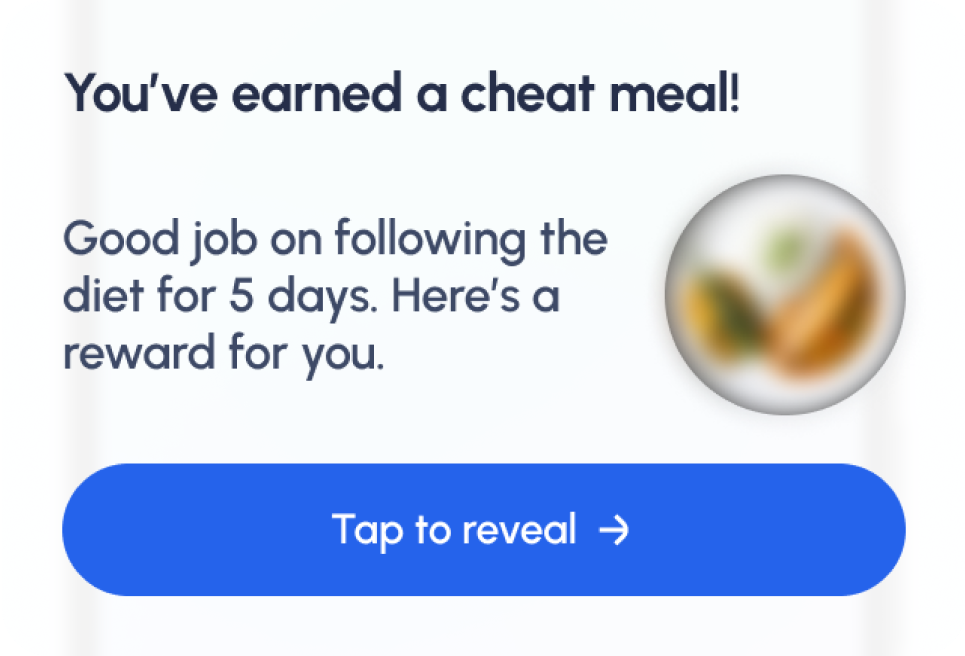 You’ve earned a cheat meal!
Good job on following the
diet for 5 days. Here’s a
reward for you.
Tap to reveal →